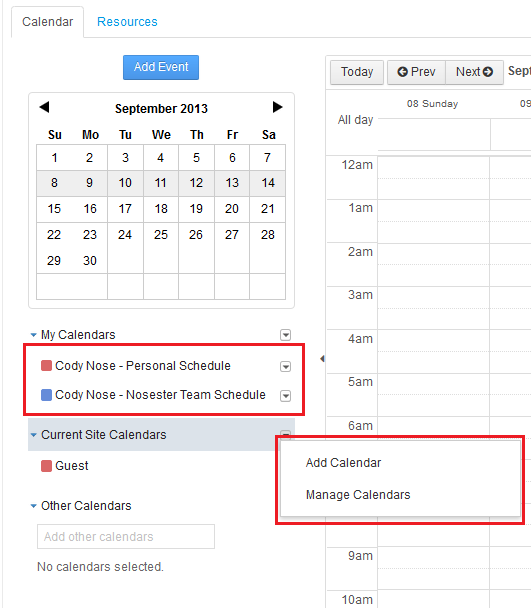 Calendar Resources
Add Event
September 2013
Su Mo Tu We Th Fr Sa
1 2 3 4 5 6 7
8 9 10 11 12 13 14
15 16 17 18 19 20 21
22 23 24 25 26 27 28
29 30
My Calendars
Cody Nose - Personal Schedule
Cody Nose - Nosester Team Schedule
Current Site Calendars
Guest
Other Calendars
Add other calendars
No calendars selected.
Today Prev Next
08 Sunday 09
All day
12am
1am
2am
3am
4am
5am
6am
Add Calendar
Manage Calendars
9am
10am